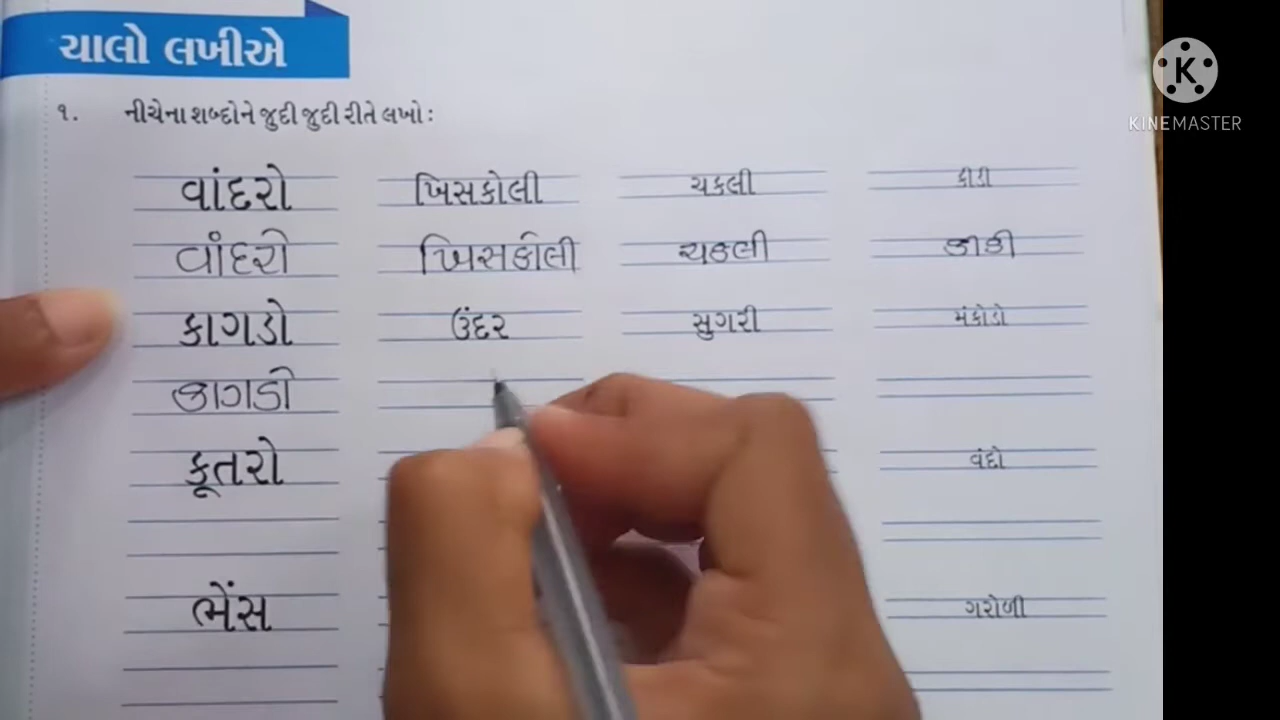 ચાલો લખીએ
૧. નીચેના શબ્દોને જુદી જુદી રીતે લખો :
વાંદરો ખિસકોલી ચકલી કીડી
વાંદરો ખિસકોલી ચકલી કીકી
કાગડો ઉંદર સુગરી મંકોડો
કાગડો
કૂતરો વંદો
ભેંસ ગરોળી
K
KINEMASTER